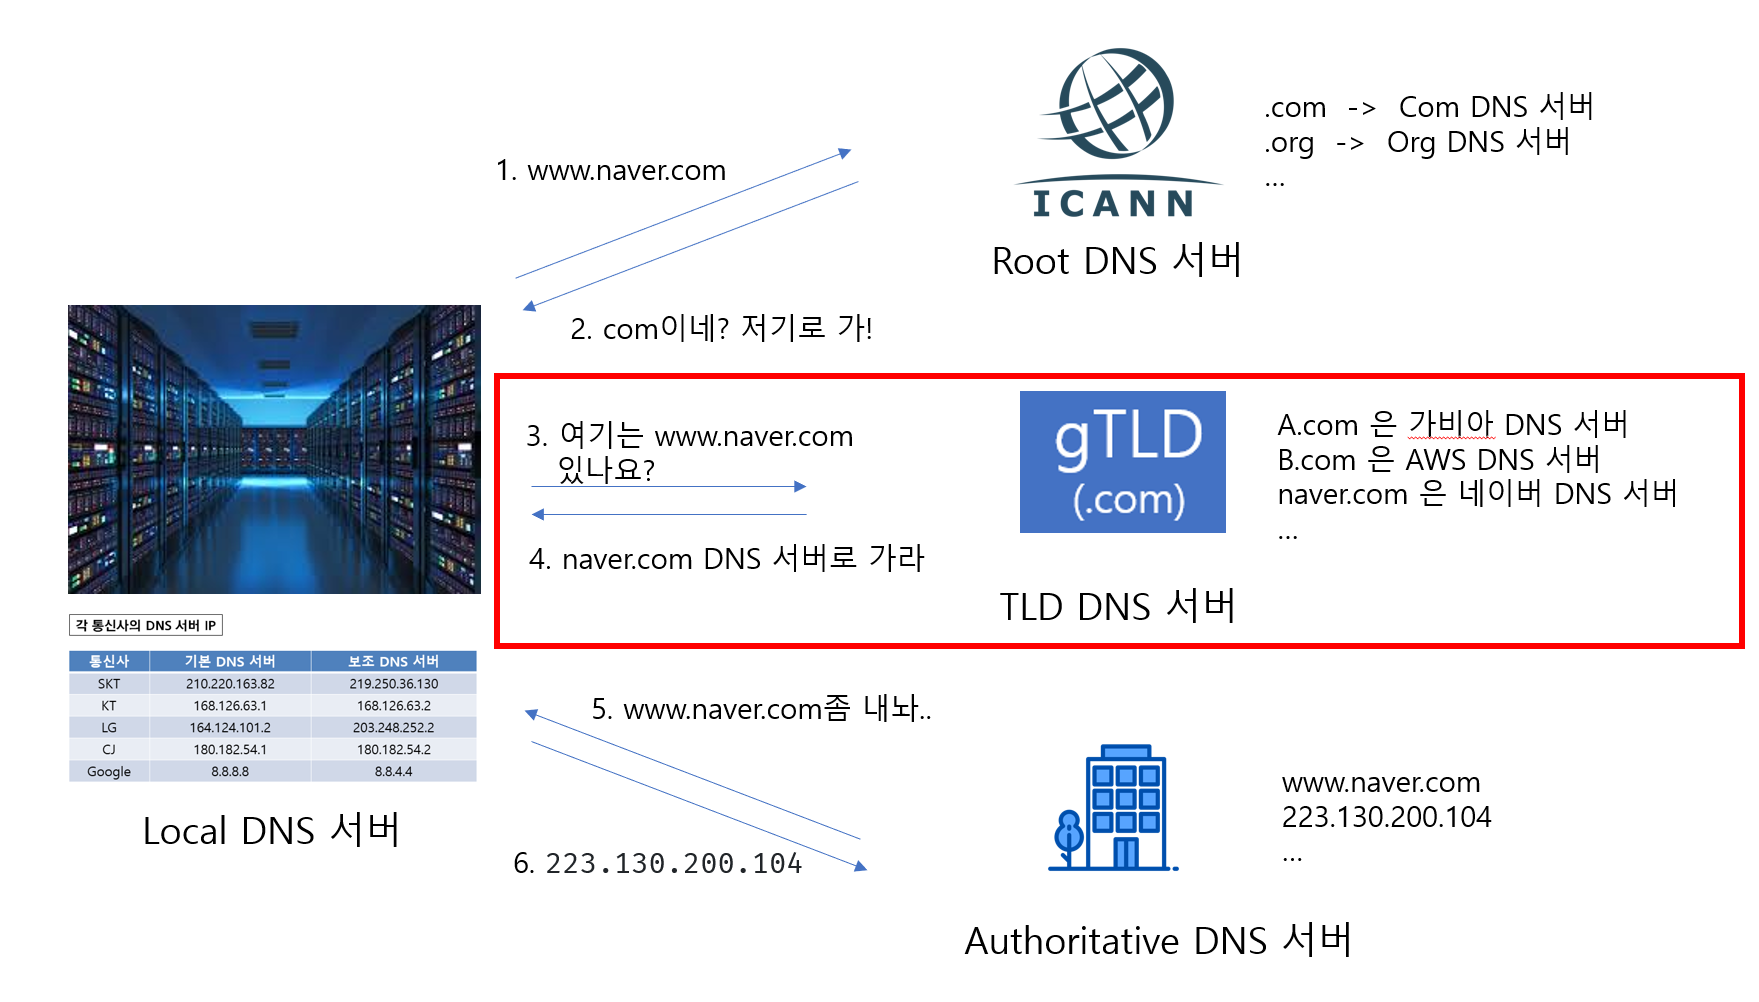 1. www.naver.com
ICANN
.com -> Com DNS 서버
.org -> Org DNS 서버
...
Root DNS 서버
2. com이네? 저기로 가!
3. 여기는 www.naver.com
있나요?
4. naver.com DNS 서버로 가라
gTLD
(.com)
A.com 은 가비아 DNS 서버
B.com 은 AWS DNS 서버
naver.com 은 네이버 DNS 서버
...
TLD DNS 서버
각 통신사의 DNS 서버 IP
통신사 기본 DNS 서버 보조 DNS 서버
SKT 210.220.163.82 219.250.36.130
KT 168.126.63.1 168.126.63.2
LG 164.124.101.2 203.248.252.2
CJ 180.182.54.1 180.182.54.2
Google 8.8.8.8 8.8.4.4
Local DNS 서버
5. www.naver.com좀 내놔..
6. 223.130.200.104
www.naver.com
223.130.200.104
...
Authoritative DNS 서버